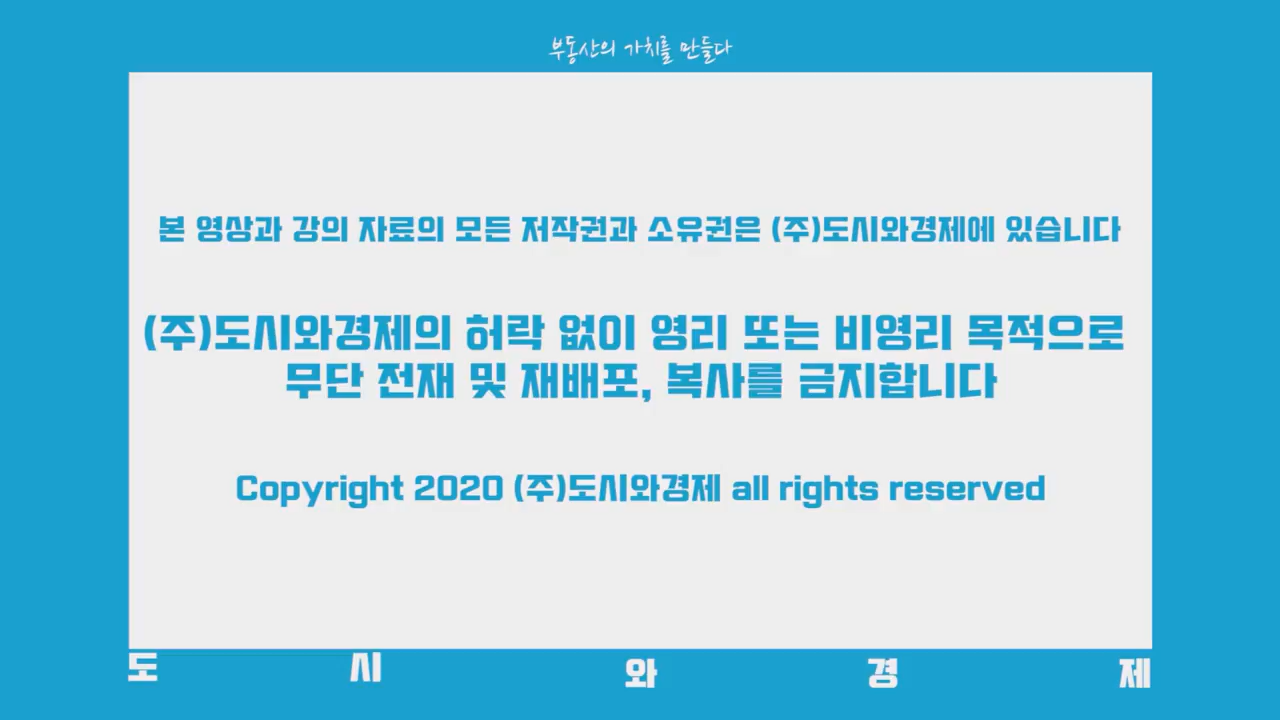 부동산의 가치를 만들다
본 영상과 강의 자료의 모든 저작권과 소유권은 (주)도시와경제에 있습니다
(주)도시와경제의 허락 없이 영리 또는 비영리 목적으로
무단 전재 및 재배포, 복사를 금지합니다
Copyright 2020 (주)도시와경제 all rights reserved
도 시 와 경 제